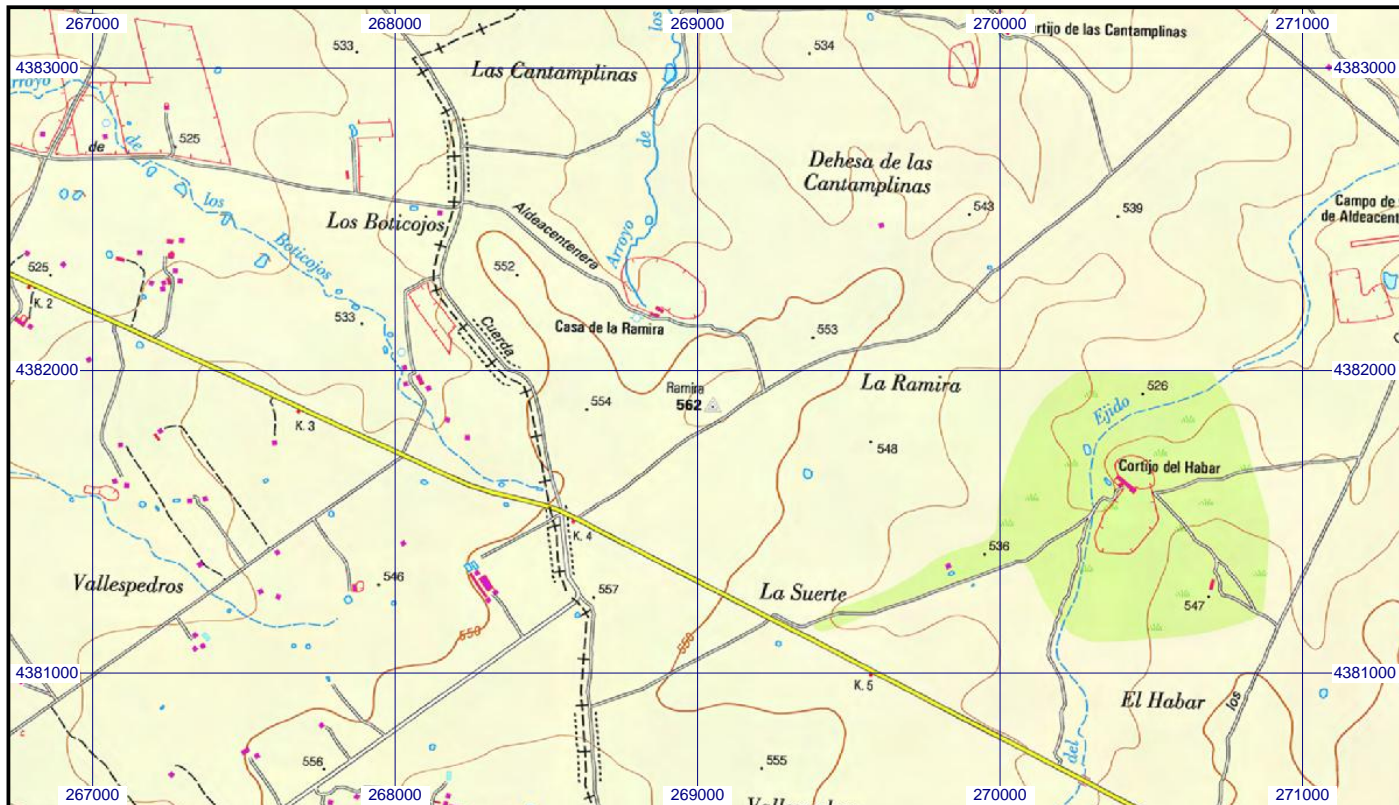 267000
268000
269000
270000
271000
533
534
rtijo de las Cantamplinas
Las Cantamplinas
los
4383000
4383000
rroyo
525
de
de
de
los
Dehesa de las
Cantamplinas
543
539
Campo de
de Aldeacent
Los Boticojos
Aldeacentenera
Arroyo
Boticojos
525
552
K. 2
533
Cuerda
Casa de la Ramira
553
4382000
4382000
Ramira
562
La Ramira
526
554
Ejido
K. 3
548
Cortijo del Habar
K. 4
536
Vallespedros
546
557
La Suerte
547
550
550
4381000
4381000
K. 5
El Habar
los
del
556
555
267000
268000
269000
270000
271000